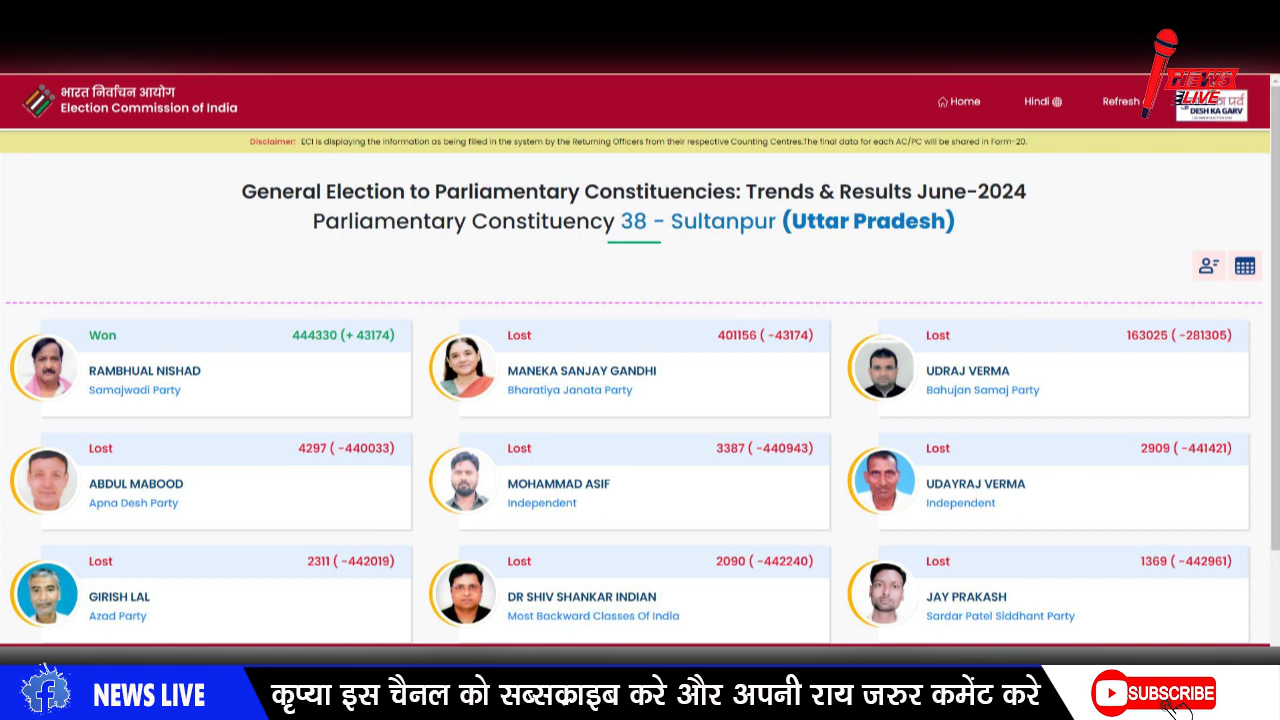 भारत निर्वाचन आयोग
Election Commission of India
Home
Hindi
Refresh
NEWS
LIVE
का पर्व
DESH KA GARV
Disclaimer: ECI is displaying the information as being filled in the system by the Returning Officers from their respective Counting Centres.The final data for each AC/PC will be shared in Form-20.
General Election to Parliamentary Constituencies: Trends & Results June-2024
Parliamentary Constituency 38 - Sultanpur (Uttar Pradesh)
Won 444330 (+ 43174)
RAMBHUAL NISHAD
Samajwadi Party
Lost 401156 ( -43174)
MANEKA SANJAY GANDHI
Bharatiya Janata Party
Lost 163025 ( -281305)
UDRAJ VERMA
Bahujan Samaj Party
Lost 4297 ( -440033)
ABDUL MABOOD
Apna Desh Party
Lost 3387 ( -440943)
MOHAMMAD ASIF
Independent
Lost 2909 ( -441421)
UDAYRAJ VERMA
Independent
Lost 2311 ( -442019)
GIRISH LAL
Azad Party
Lost 2090 ( -442240)
DR SHIV SHANKAR INDIAN
Most Backward Classes Of India
Lost 1369 ( -442961)
JAY PRAKASH
Sardar Patel Siddhant Party
NEWS LIVE
कृप्या इस चैनल को सब्सक्राइब करे और अपनी राय जरुर कमेंट करे
SUBSCRIBE